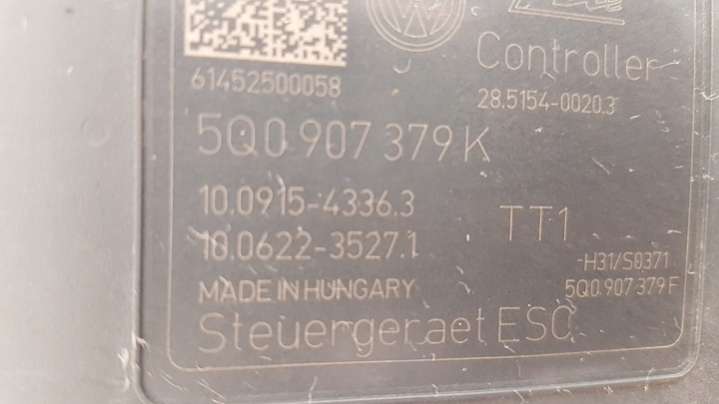 61452500058
Controller
28.5154-0020.3
5Q0 907 379 K
10.0915-4336.3
TT1
10.0622-3527.1
-H31/S0371
MADE IN HUNGARY
5Q0 907 379 F
Steuergeraet ESC